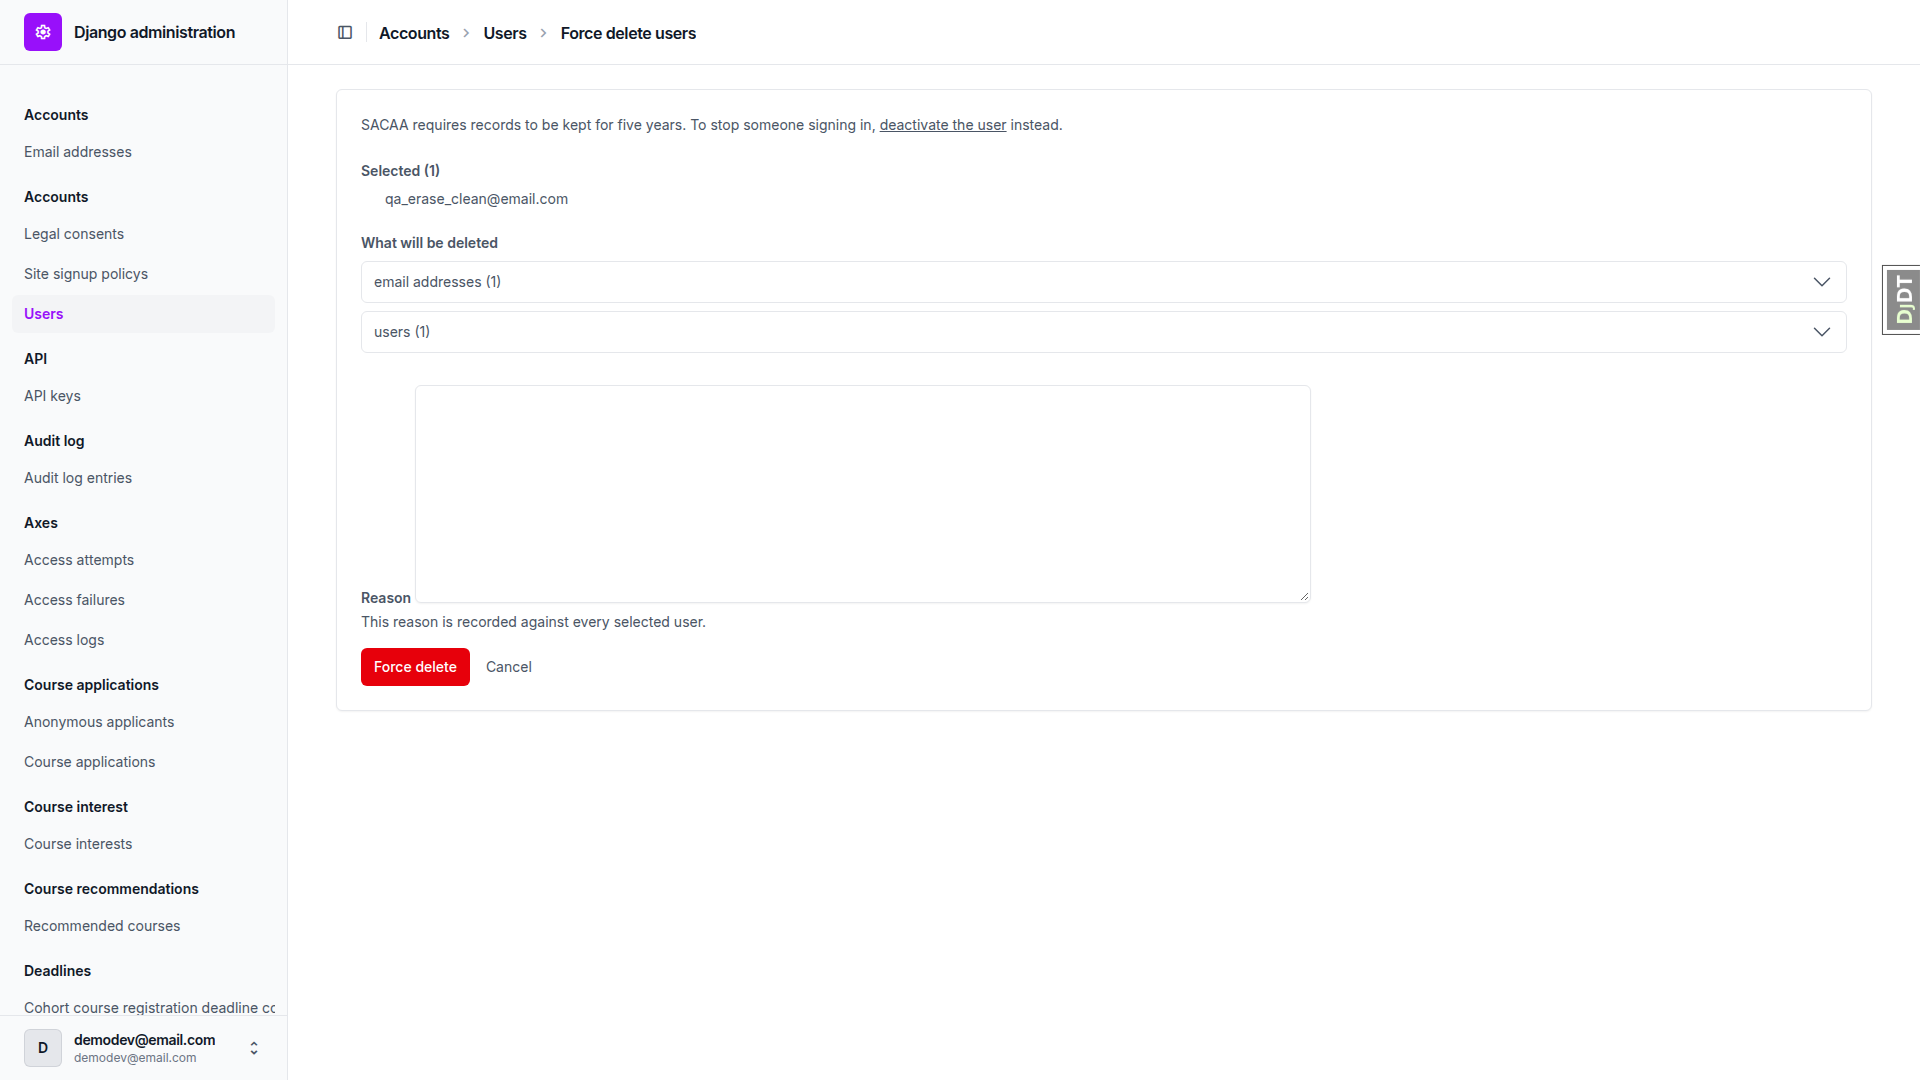 Django administration
Accounts
Email addresses
Accounts
Legal consents
Site signup policys
Users
API
API keys
Audit log
Audit log entries
Axes
Access attempts
Access failures
Access logs
Course applications
Anonymous applicants
Course applications
Course interest
Course interests
Course recommendations
Recommended courses
Deadlines
Cohort course registration deadline co
D
demodev@email.com
demodev@email.com
Accounts > Users > Force delete users
SACAA requires records to be kept for five years. To stop someone signing in, deactivate the user instead.
Selected (1)
qa_erase_clean@email.com
What will be deleted
email addresses (1)
users (1)
Reason
This reason is recorded against every selected user.
Force delete
Cancel
DJDT